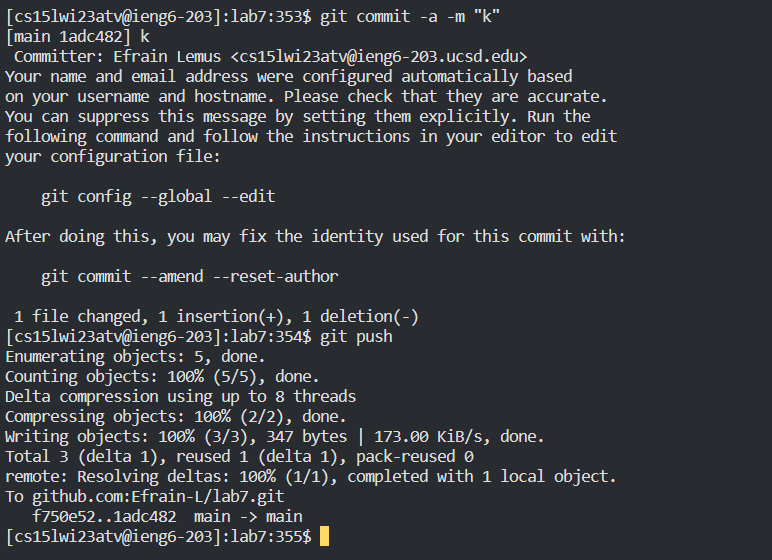 [cs15lwi23atv@ieng6-203]:lab7:353$ git commit -a -m "k"
[main 1adc482] k
 Committer: Efrain Lemus <cs15lwi23atv@ieng6-203.ucsd.edu>
Your name and email address were configured automatically based
on your username and hostname. Please check that they are accurate.
You can suppress this message by setting them explicitly. Run the
following command and follow the instructions in your editor to edit
your configuration file:

    git config --global --edit

After doing this, you may fix the identity used for this commit with:

    git commit --amend --reset-author

 1 file changed, 1 insertion(+), 1 deletion(-)
[cs15lwi23atv@ieng6-203]:lab7:354$ git push
Enumerating objects: 5, done.
Counting objects: 100% (5/5), done.
Delta compression using up to 8 threads
Compressing objects: 100% (2/2), done.
Writing objects: 100% (3/3), 347 bytes | 173.00 KiB/s, done.
Total 3 (delta 1), reused 1 (delta 1), pack-reused 0
remote: Resolving deltas: 100% (1/1), completed with 1 local object.
To github.com:Efrain-L/lab7.git
   f750e52..1adc482  main -> main
[cs15lwi23atv@ieng6-203]:lab7:355$